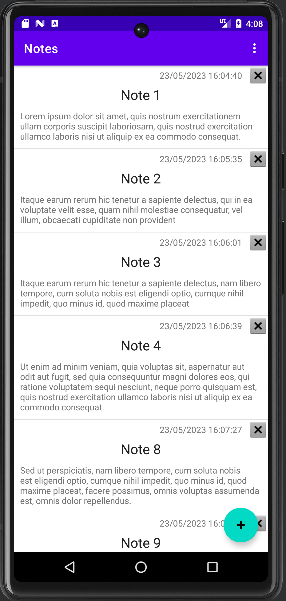 4:08
Notes
23/05/2023 16:04:40
Note 1
Lorem ipsum dolor sit amet, quis nostrum exercitationem
ullam corporis suscipit laboriosam, quis nostrud exercitation
ullamco laboris nisi ut aliquip ex ea commodo consequat.
23/05/2023 16:05:35
Note 2
Itaque earum rerum hic tenetur a sapiente delectus, qui in ea
voluptate velit esse, quam nihil molestiae consequatur, vel
illum, obcaecati cupiditate non provident
23/05/2023 16:06:01
Note 3
Itaque earum rerum hic tenetur a sapiente delectus, nam libero
tempore, cum soluta nobis est eligendi optio, cumque nihil
impedit, quo minus id, quod maxime placeat
23/05/2023 16:06:39
Note 4
Ut enim ad minim veniam, quia voluptas sit, aspernatur aut
odit aut fugit, sed quia consequuntur magni dolores eos, qui
ratione voluptatem sequi nesciunt, neque porro quisquam est,
quis nostrud exercitation ullamco laboris nisi ut aliquip ex ea
commodo consequat.
23/05/2023 16:07:27
Note 8
Sed ut perspiciatis, nam libero tempore, cum soluta nobis
est eligendi optio, cumque nihil impedit, quo minus id, quod
maxime placeat, facere possimus, omnis voluptas assumenda
est, omnis dolor repellendus.
23/05/2023
Note 9